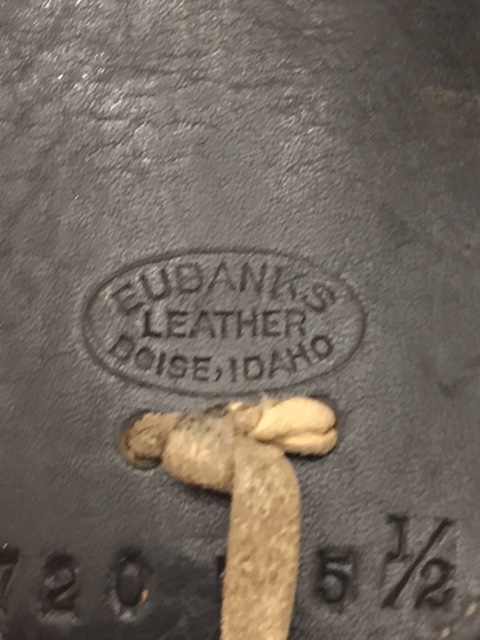 EUBANKS
LEATHER
BOISE, IDAHO
720 5 1/2